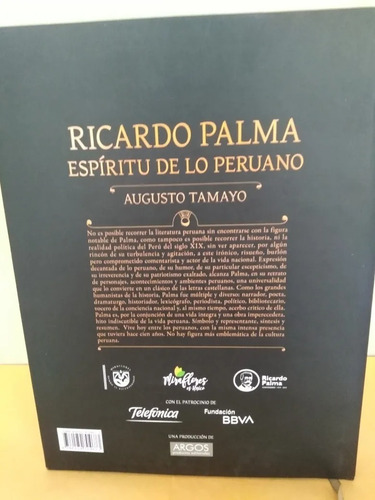 RICARDO PALMA
ESPÍRITU DE LO PERUANO
AUGUSTO TAMAYO
No es posible recorrer la literatura peruana sin encontrarse con la figura
notable de Palma, como tampoco es posible recorrer la historia, ni la
realidad política del Perú del siglo XIX, sin ver aparecer, por algún
rincón de su turbulencia y agitación, a este irónico, risueño, burlón
pero comprometido comentarista y actor de la vida nacional. Expresión
decantada de lo peruano, de su humor, de su particular escepticismo, de
su irreverencia y de su patriotismo exaltado, alcanza Palma, en su retrato
de personajes, acontecimientos y ambientes peruanos, una universalidad
que lo convierte en un clásico de las letras castellanas. Como los grandes
humanistas de la historia, Palma fue múltiple y diverso: narrador, poeta,
dramaturgo, historiador, lexicógrafo, periodista, político, bibliotecario,
vocero de la conciencia nacional y, al mismo tiempo, acerbo crítico de ella.
Palma es, por la conjunción de una vida íntegra y una obra imperecedera,
hito indiscutible de la vida peruana. Símbolo y representante, síntesis y
resumen. Vive hoy entre los peruanos, con la misma intensa presencia
que tuviera hace cien años. No hay figura más emblemática de la cultura
peruana.
Miraflores
Ricardo
Palma
CON EL PATROCINIO DE
Telefónica
Fundación
BBVA
UNA PRODUCCIÓN DE
ARGOS